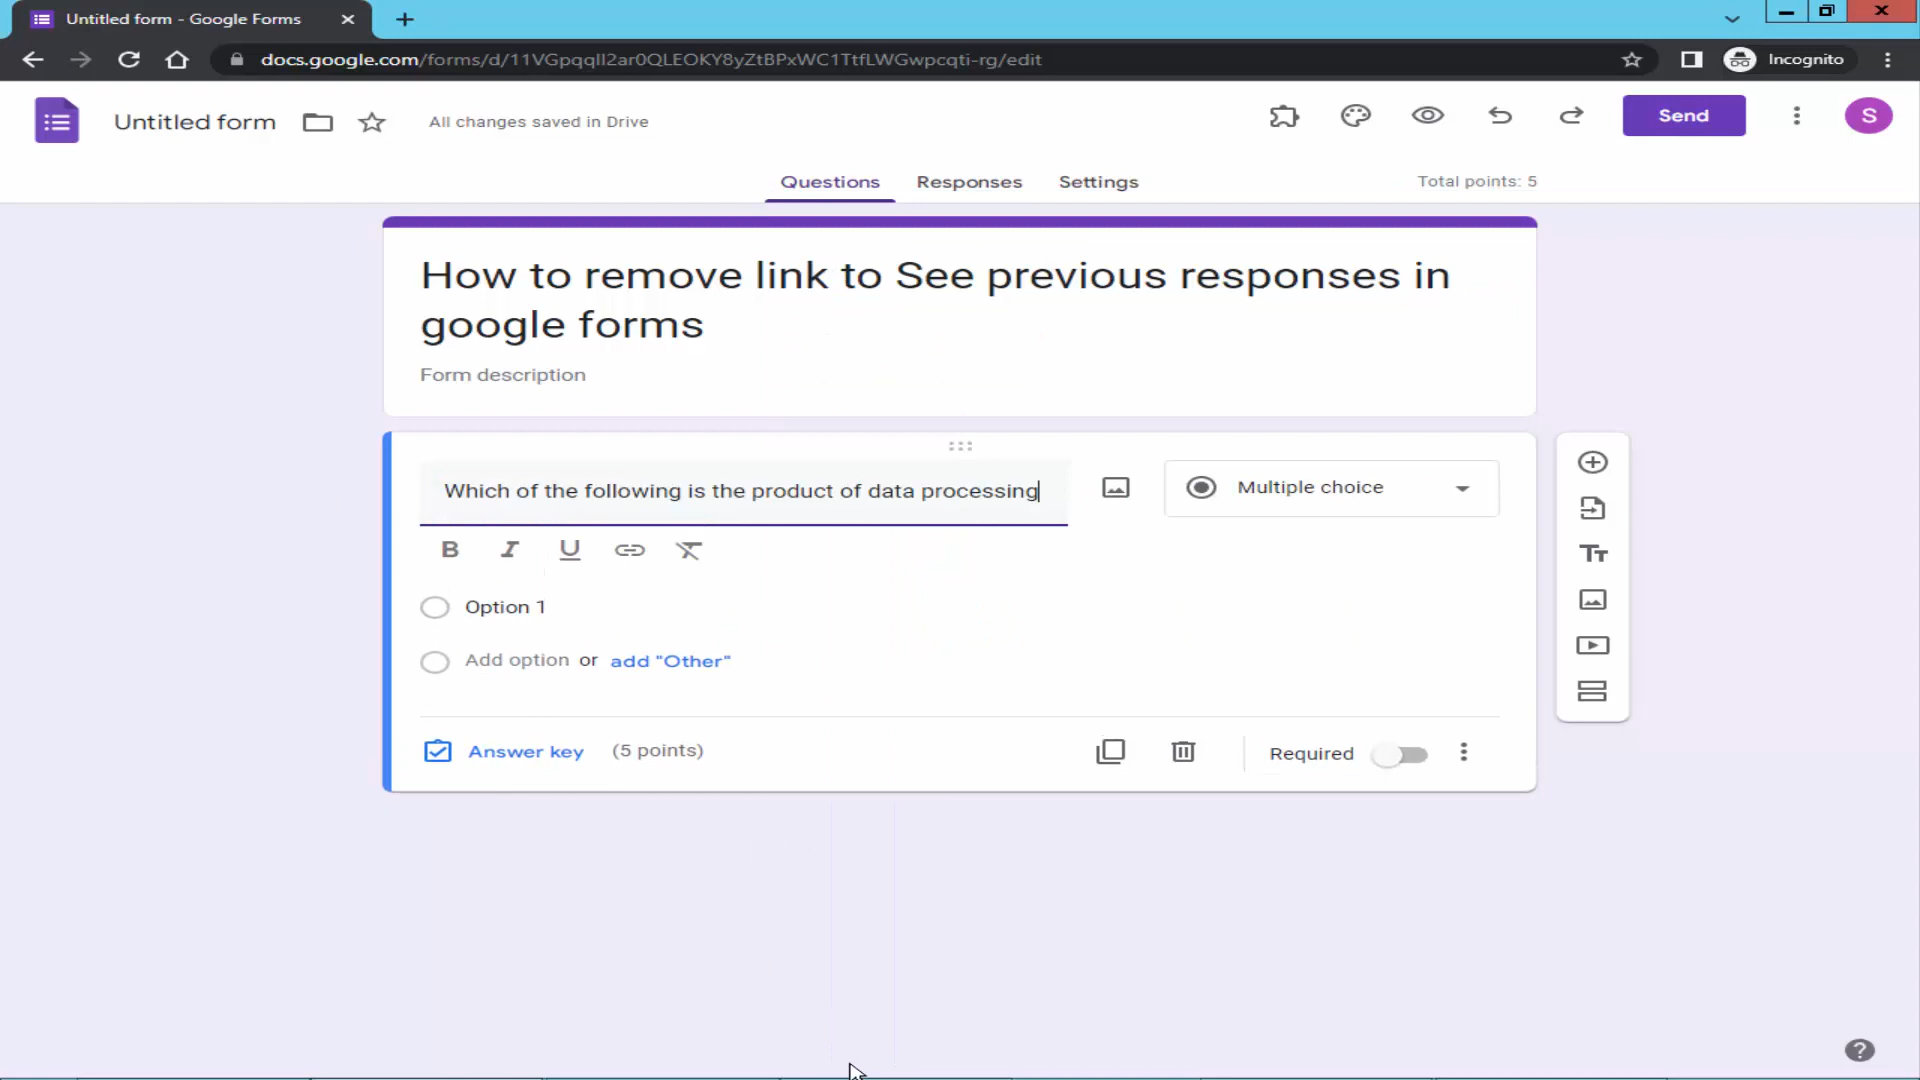 Untitled form - Google Forms
docs.google.com/forms/d/11VGpqqIl2ar0QLEOKY8yZtBPxWC1TtfLWGwpcqti-rg/edit
Incognito
Untitled form
All changes saved in Drive
Send
S
Questions
Responses
Settings
Total points: 5
How to remove link to See previous responses in
google forms
Form description
Which of the following is the product of data processing
Multiple choice
B I U
Option 1
Add option or add "Other"
Answer key
(5 points)
Required